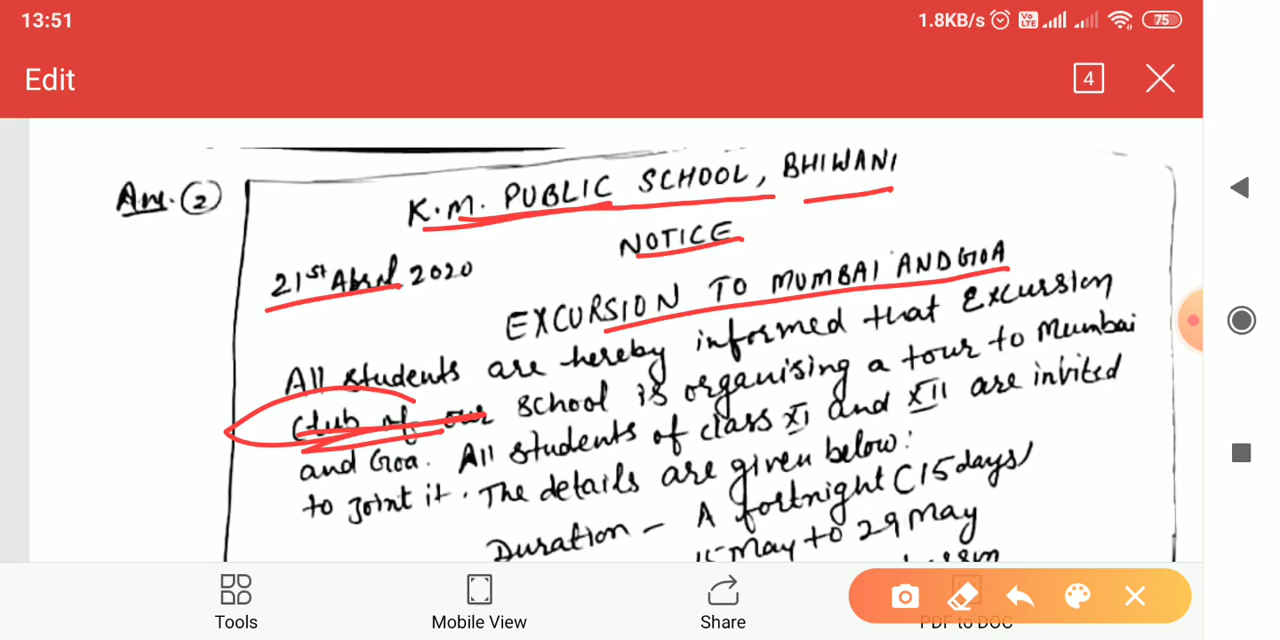 13:51 1.8KB/s Vo LTE 75
Edit 4
Ans. 2
K.M. PUBLIC SCHOOL, BHIWANI
NOTICE
21st April 2020
EXCURSION TO MUMBAI AND GOA
All students are hereby informed that Excursion
Club of our school is organising a tour to Mumbai
and Goa. All students of class XI and XII are invited
to Joint it. The details are given below:
Duration - A fortnight (15 days)
15 May to 29 May
Tools Mobile View Share PDF to DOC